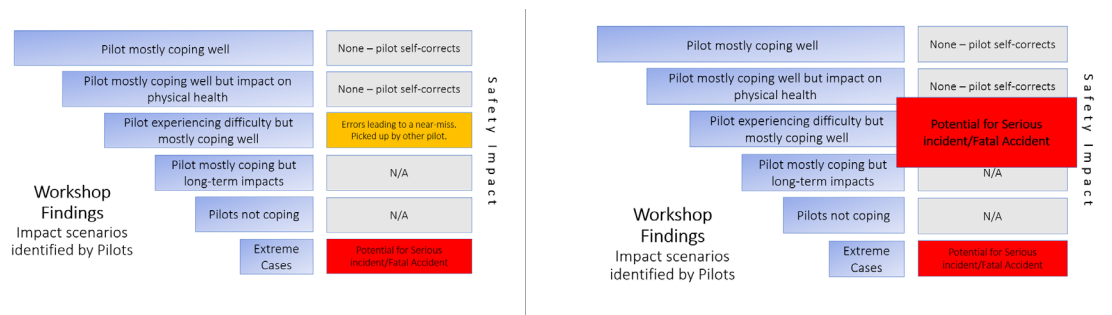 Pilot mostly coping well
None – pilot self-corrects
Pilot mostly coping well but impact on
physical health
None – pilot self-corrects
Pilot experiencing difficulty but
mostly coping well
Errors leading to a near-miss.
Picked up by other pilot.
Pilot mostly coping but
long-term impacts
N/A
Pilots not coping
N/A
Extreme
Cases
Potential for Serious
incident/Fatal Accident
Safety Impact
Workshop
Findings
Impact scenarios
identified by Pilots
Pilot mostly coping well
None – pilot self-corrects
Pilot mostly coping well but impact on
physical health
None – pilot self-corrects
Pilot experiencing difficulty but
mostly coping well
Potential for Serious
incident/Fatal Accident
Pilot mostly coping but
long-term impacts
N/A
Pilots not coping
N/A
Extreme
Cases
Potential for Serious
incident/Fatal Accident
Safety Impact
Workshop
Findings
Impact scenarios
identified by Pilots